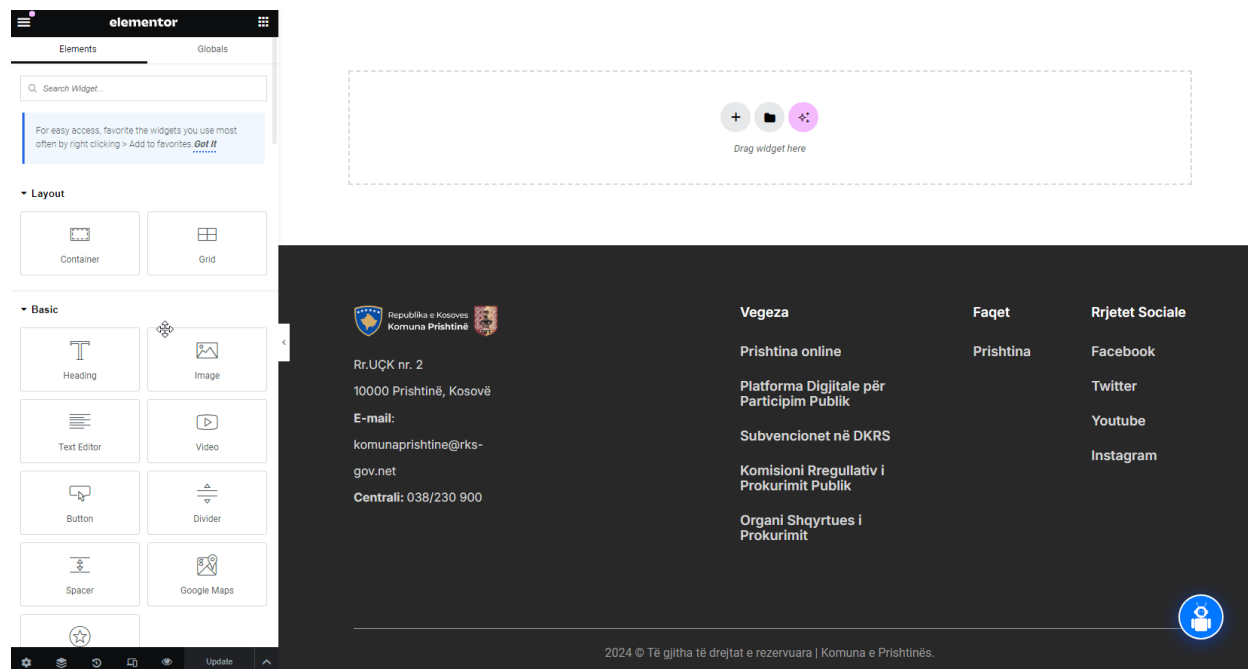 elementor
Elements
Globals
Search Widget...
For easy access, favorite the widgets you use most
often by right clicking > Add to favorites. Got It
Layout
Container
Grid
Basic
Heading
Image
Text Editor
Video
Button
Divider
Spacer
Google Maps
Update
Drag widget here
Republika e Kosoves
Komuna Prishtinë
Rr.UÇK nr. 2
10000 Prishtinë, Kosovë
E-mail:
komunaprishtine@rks-
gov.net
Centrali: 038/230 900
Vegeza
Prishtina online
Platforma Digjitale për
Participim Publik
Subvencionet në DKRS
Komisioni Rregullativ i
Prokurimit Publik
Organi Shqyrtues i
Prokurimit
Faqet
Prishtina
Rrjetet Sociale
Facebook
Twitter
Youtube
Instagram
2024 © Të gjitha të drejtat e rezervuara | Komuna e Prishtinës.